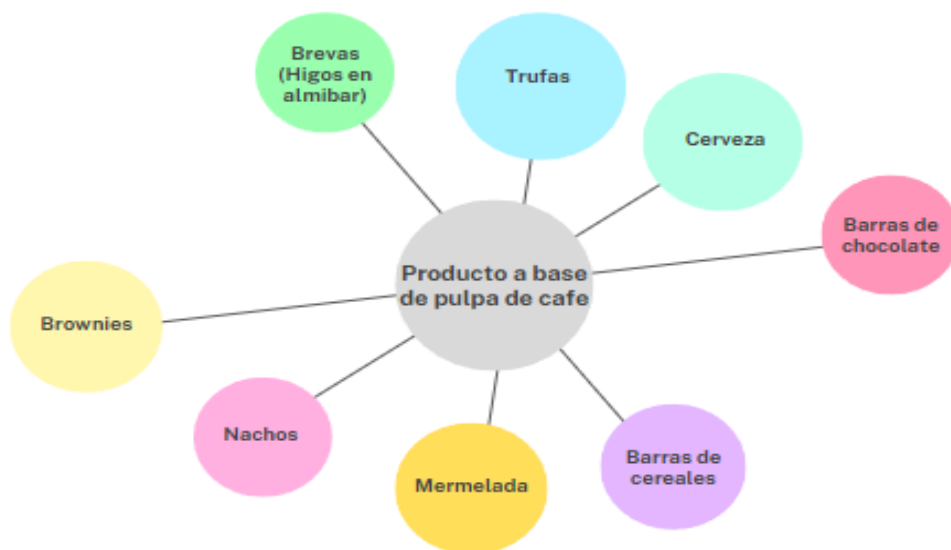 Brevas
(Higos en
almibar)
Trufas
Cerveza
Barras de
chocolate
Producto a base
de pulpa de cafe
Brownies
Nachos
Mermelada
Barras de
cereales